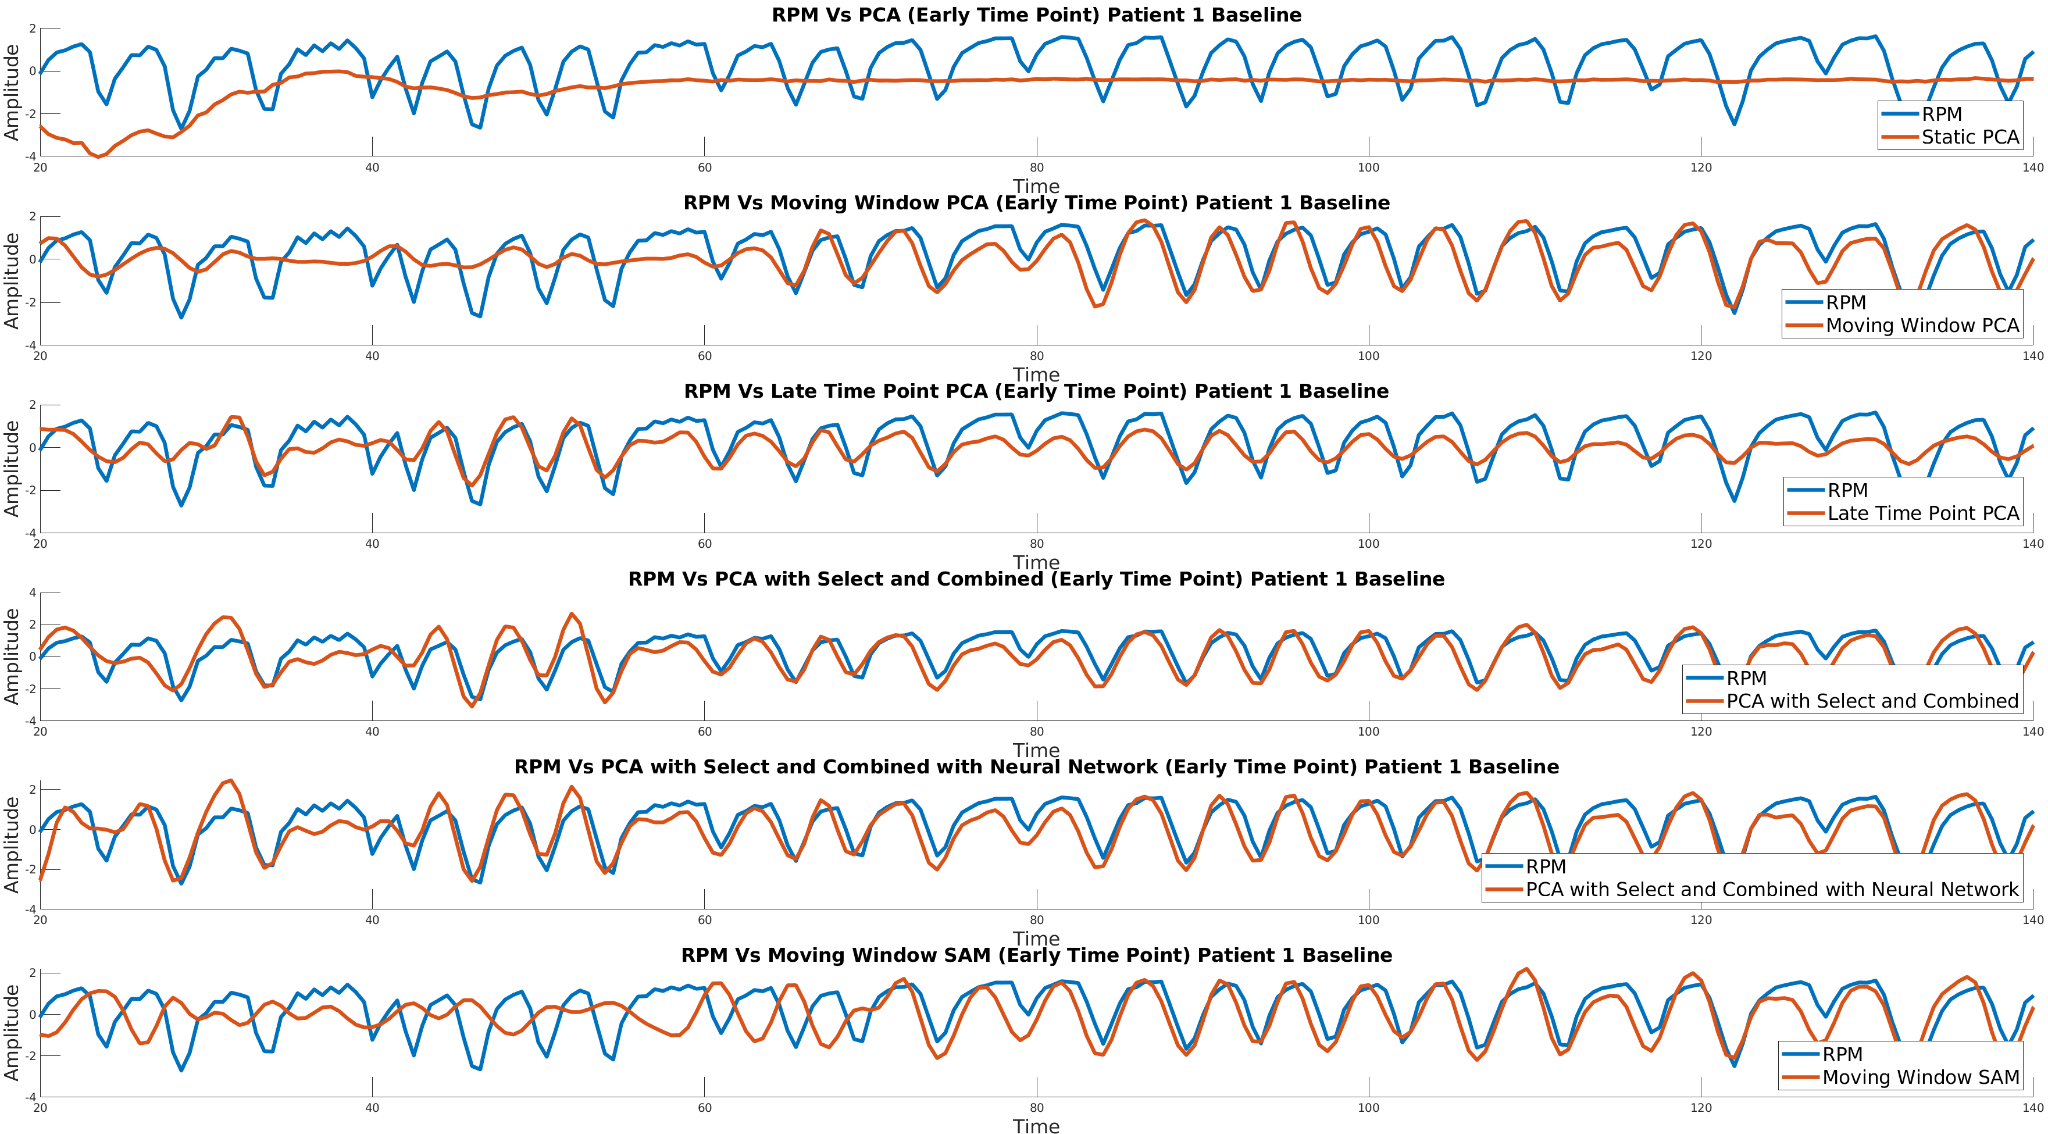 RPM Vs PCA (Early Time Point) Patient 1 Baseline
Amplitude
2
0
-2
-4
RPM
Static PCA
20 40 60 80 100 120 140
Time
RPM Vs Moving Window PCA (Early Time Point) Patient 1 Baseline
Amplitude
2
0
-2
-4
RPM
Moving Window PCA
20 40 60 80 100 120 140
Time
RPM Vs Late Time Point PCA (Early Time Point) Patient 1 Baseline
Amplitude
2
0
-2
-4
RPM
Late Time Point PCA
20 40 60 80 100 120 140
Time
RPM Vs PCA with Select and Combined (Early Time Point) Patient 1 Baseline
Amplitude
4
2
0
-2
-4
RPM
PCA with Select and Combined
20 40 60 80 100 120 140
Time
RPM Vs PCA with Select and Combined with Neural Network (Early Time Point) Patient 1 Baseline
Amplitude
2
0
-2
-4
RPM
PCA with Select and Combined with Neural Network
20 40 60 80 100 120 140
Time
RPM Vs Moving Window SAM (Early Time Point) Patient 1 Baseline
Amplitude
2
0
-2
-4
RPM
Moving Window SAM
20 40 60 80 100 120 140
Time